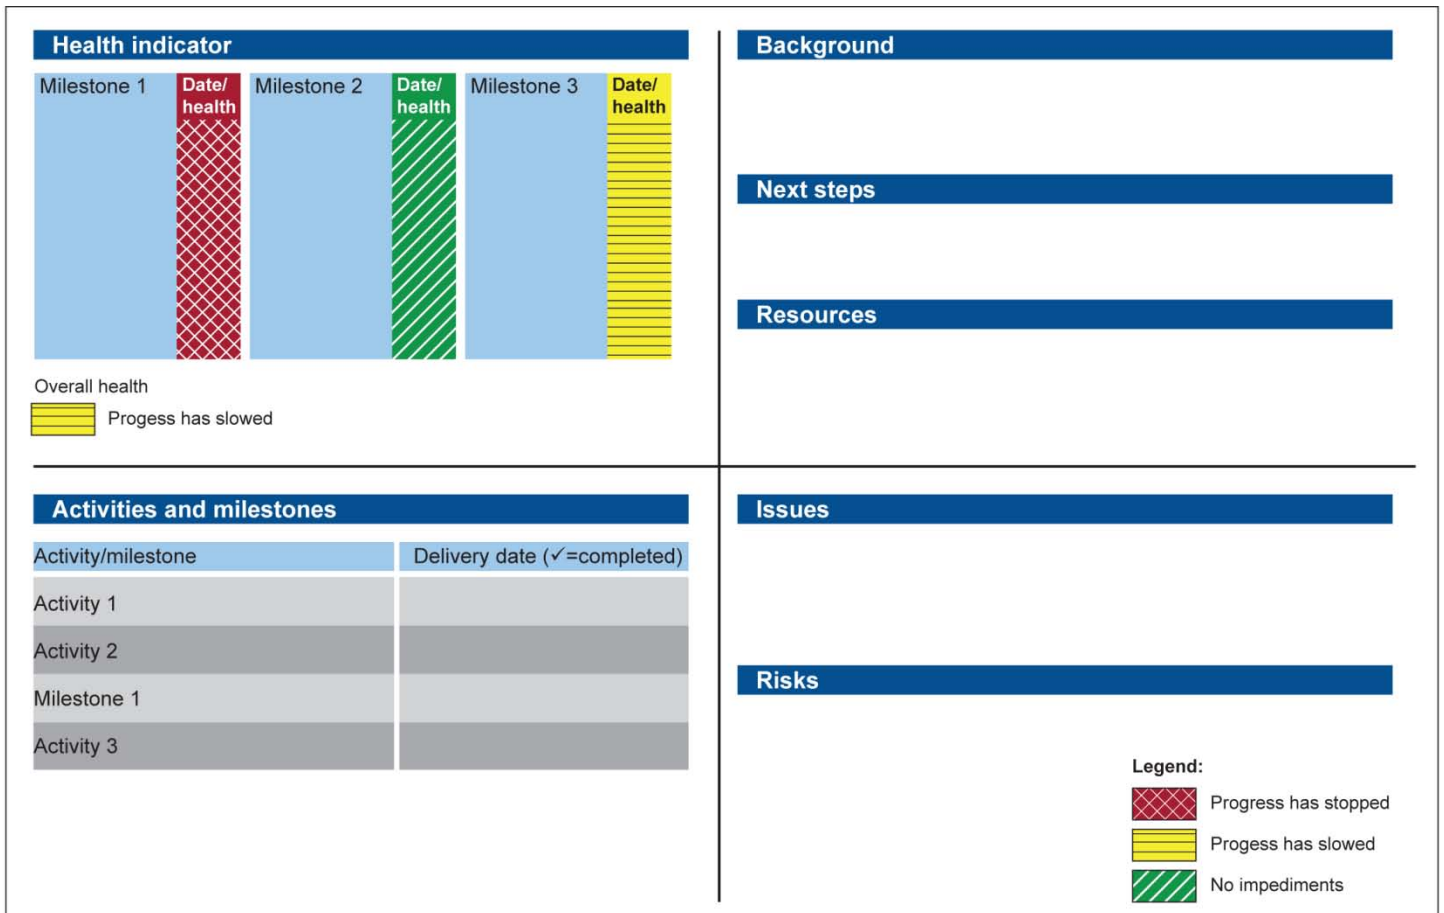 Health indicator
Milestone 1
Date/
health
Milestone 2
Date/
health
Milestone 3
Date/
health
Overall health
Progess has slowed
Background
Next steps
Resources
Activities and milestones
Activity/milestone
Delivery date (✓=completed)
Activity 1
Activity 2
Milestone 1
Activity 3
Issues
Risks
Legend:
Progress has stopped
Progess has slowed
No impediments